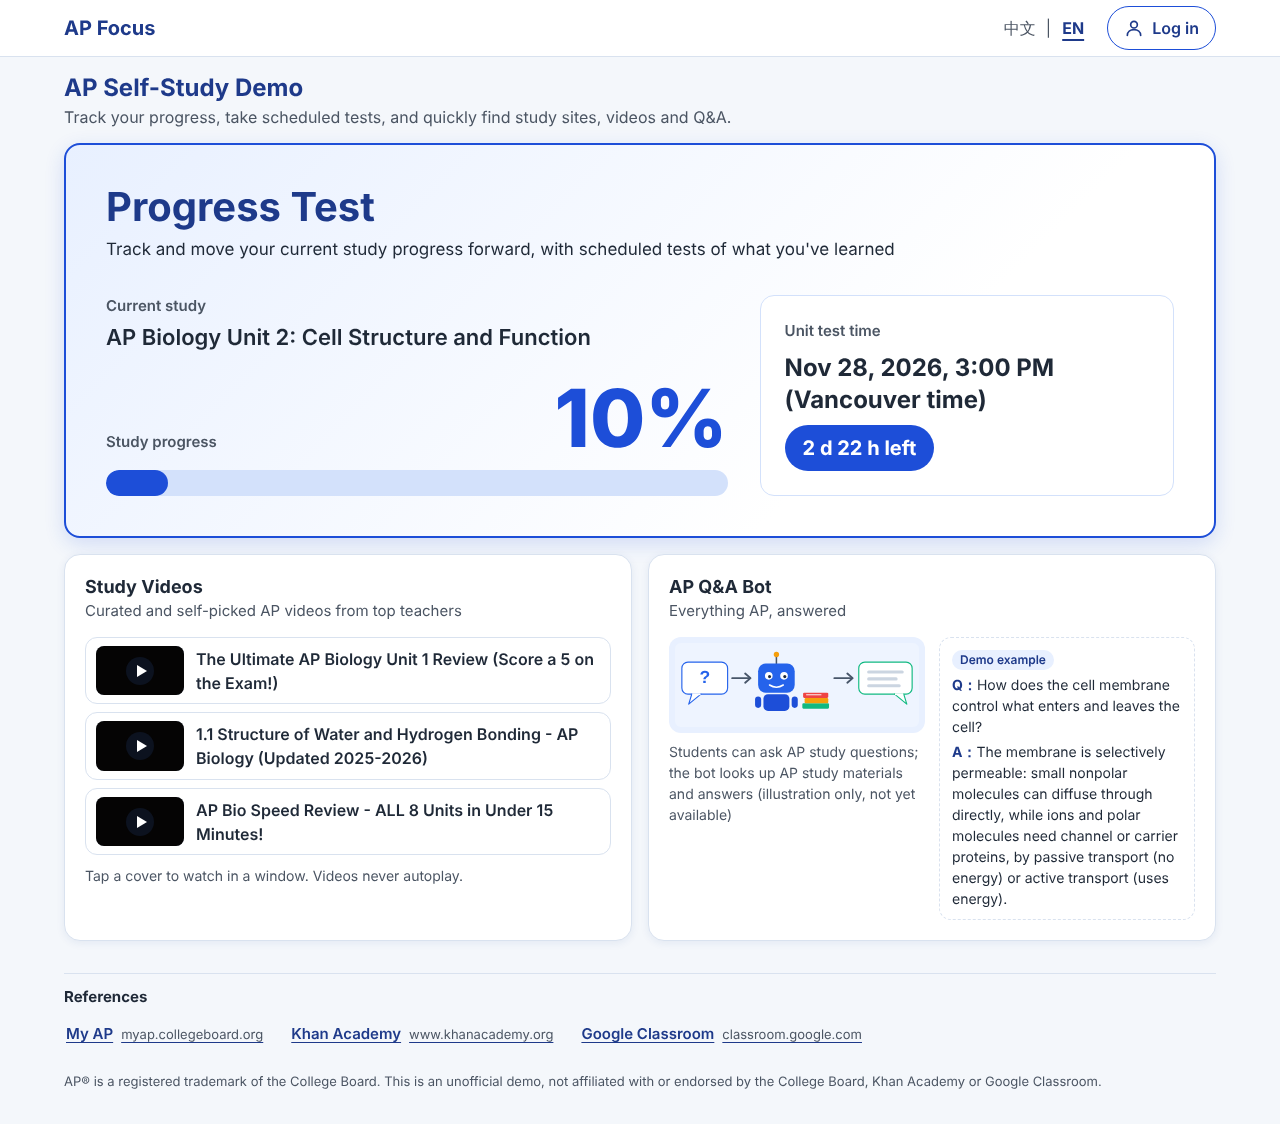 AP Focus
中文 | EN
Log in
AP Self-Study Demo
Track your progress, take scheduled tests, and quickly find study sites, videos and Q&A.
Progress Test
Track and move your current study progress forward, with scheduled tests of what you've learned
Current study
AP Biology Unit 2: Cell Structure and Function
Study progress
10%
Unit test time
Nov 28, 2026, 3:00 PM
(Vancouver time)
2 d 22 h left
Study Videos
Curated and self-picked AP videos from top teachers
The Ultimate AP Biology Unit 1 Review (Score a 5 on
the Exam!)
1.1 Structure of Water and Hydrogen Bonding - AP
Biology (Updated 2025-2026)
AP Bio Speed Review - ALL 8 Units in Under 15
Minutes!
Tap a cover to watch in a window. Videos never autoplay.
AP Q&A Bot
Everything AP, answered
?
Students can ask AP study questions;
the bot looks up AP study materials
and answers (illustration only, not yet
available)
Demo example
Q：How does the cell membrane
control what enters and leaves the
cell?
A：The membrane is selectively
permeable: small nonpolar
molecules can diffuse through
directly, while ions and polar
molecules need channel or carrier
proteins, by passive transport (no
energy) or active transport (uses
energy).
References
My AP myap.collegeboard.org
Khan Academy www.khanacademy.org
Google Classroom classroom.google.com
AP® is a registered trademark of the College Board. This is an unofficial demo, not affiliated with or endorsed by the College Board, Khan Academy or Google Classroom.